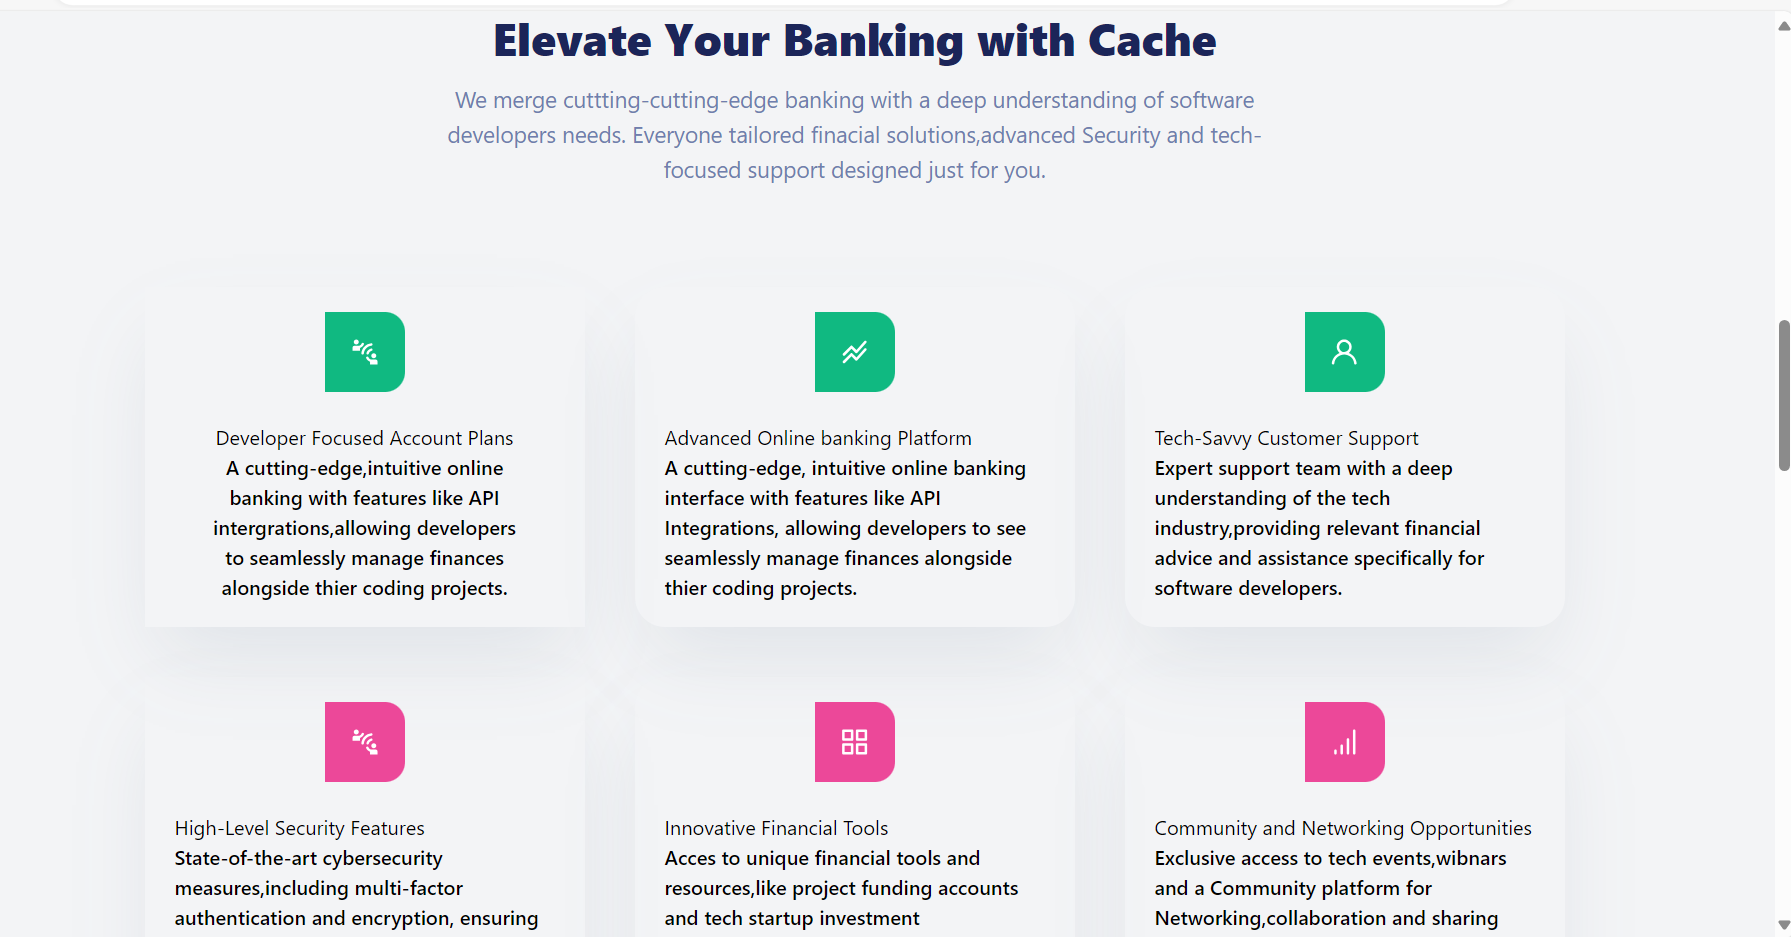 Elevate Your Banking with Cache
We merge cuttting-cutting-edge banking with a deep understanding of software
developers needs. Everyone tailored finacial solutions,advanced Security and tech-
focused support designed just for you.
Developer Focused Account Plans
A cutting-edge,intuitive online
banking with features like API
intergrations,allowing developers
to seamlessly manage finances
alongside thier coding projects.
Advanced Online banking Platform
A cutting-edge, intuitive online banking
interface with features like API
Integrations, allowing developers to see
seamlessly manage finances alongside
thier coding projects.
Tech-Savvy Customer Support
Expert support team with a deep
understanding of the tech
industry,providing relevant financial
advice and assistance specifically for
software developers.
High-Level Security Features
State-of-the-art cybersecurity
measures,including multi-factor
authentication and encryption, ensuring
Innovative Financial Tools
Acces to unique financial tools and
resources,like project funding accounts
and tech startup investment
Community and Networking Opportunities
Exclusive access to tech events,wibnars
and a Community platform for
Networking,collaboration and sharing